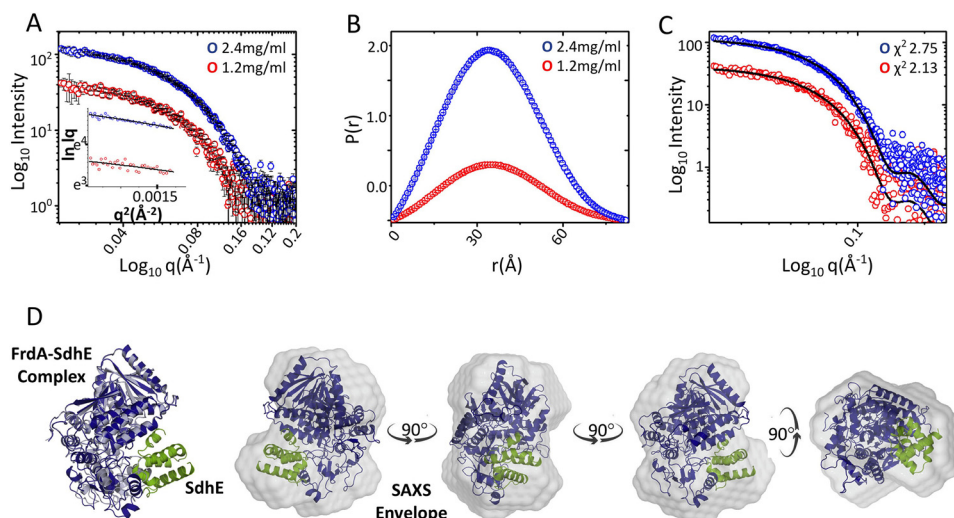 A
Log10 Intensity
10²
10¹
10⁰
O 2.4mg/ml
O 1.2mg/ml
ln Iq
e⁴
e³
0.0015
q²(Å⁻²)
0.04
0.08
0.16
0.12
0.2
Log10 q(Å⁻¹)
B
P(r)
2.0
1.0
0.0
O 2.4mg/ml
O 1.2mg/ml
0
30
60
r(Å)
C
Log10 Intensity
100
10
1
O χ² 2.75
O χ² 2.13
0.1
Log10 q(Å⁻¹)
D
FrdA-SdhE
Complex
SdhE
90°
90°
90°
SAXS
Envelope